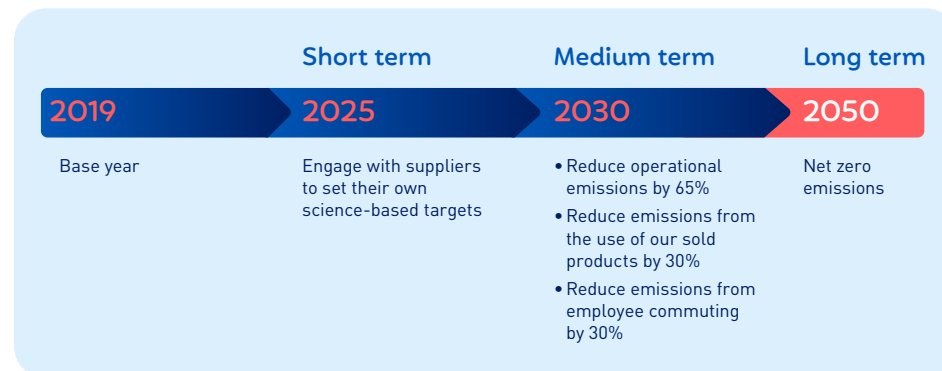 Short term
Medium term
Long term
2019
2025
2030
2050
Base year
Engage with suppliers
to set their own
science-based targets
• Reduce operational
emissions by 65%
• Reduce emissions from
the use of our sold
products by 30%
• Reduce emissions from
employee commuting
by 30%
Net zero
emissions